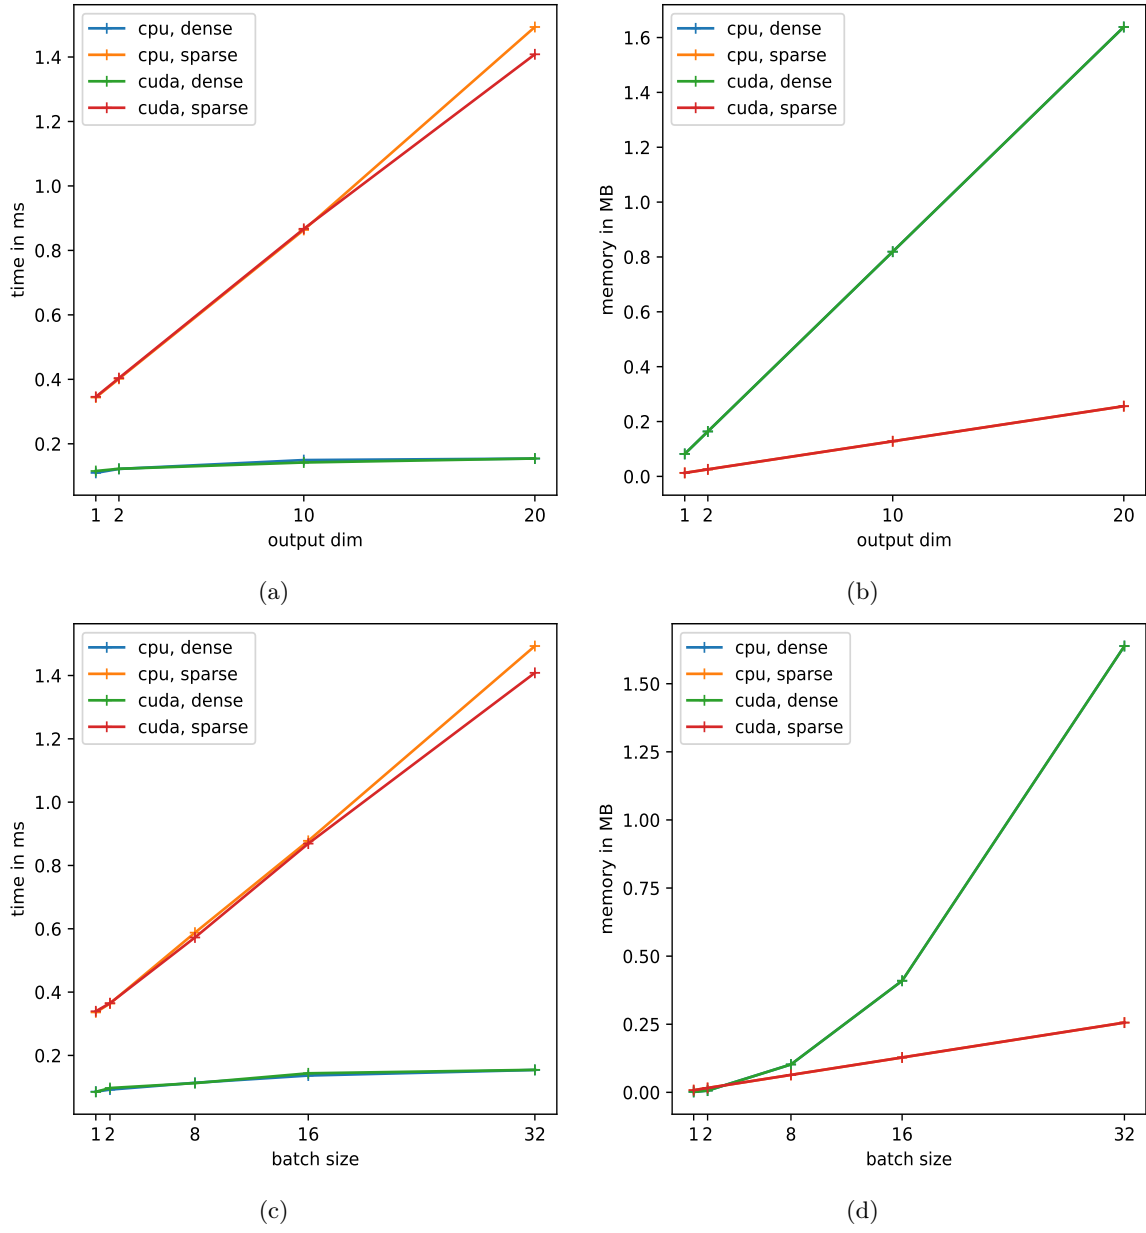 cpu, dense
cpu, sparse
cuda, dense
cuda, sparse
1.4
1.2
1.0
0.8
0.6
0.4
0.2
time in ms
1 2 10 20
output dim
(a)
cpu, dense
cpu, sparse
cuda, dense
cuda, sparse
1.6
1.4
1.2
1.0
0.8
0.6
0.4
0.2
0.0
memory in MB
1 2 10 20
output dim
(b)
cpu, dense
cpu, sparse
cuda, dense
cuda, sparse
1.4
1.2
1.0
0.8
0.6
0.4
0.2
time in ms
1 2 8 16 32
batch size
(c)
cpu, dense
cpu, sparse
cuda, dense
cuda, sparse
1.50
1.25
1.00
0.75
0.50
0.25
0.00
memory in MB
1 2 8 16 32
batch size
(d)